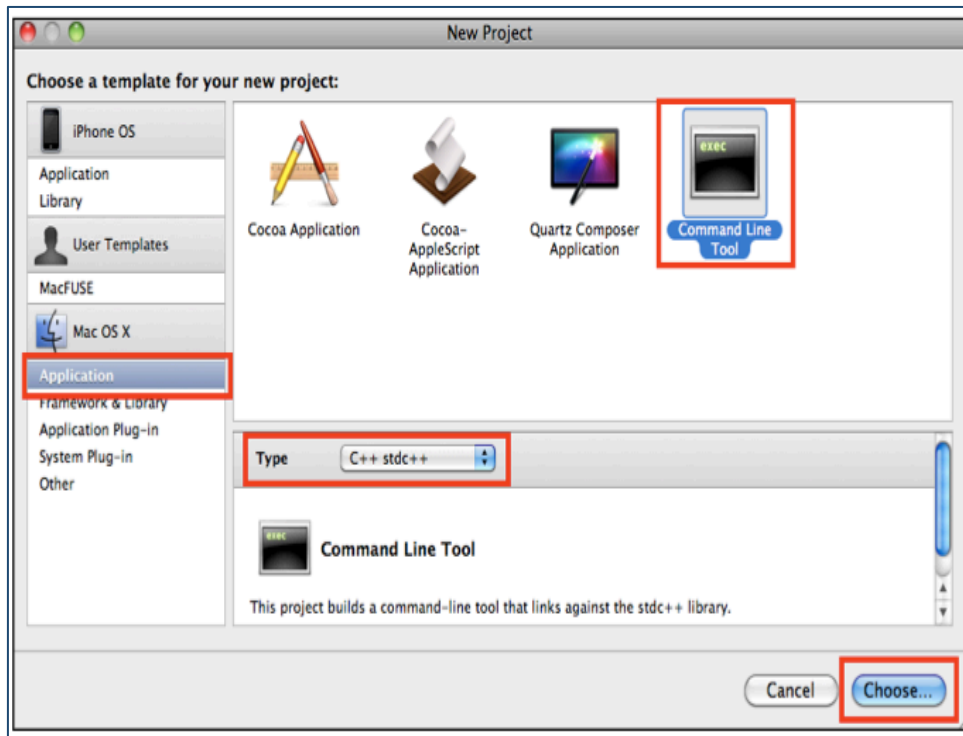 New Project
Choose a template for your new project:
iPhone OS
Application
Library
User Templates
MacFUSE
Mac OS X
Application
Framework & Library
Application Plug-in
System Plug-in
Other
Cocoa Application
Cocoa-
AppleScript
Application
Quartz Composer
Application
exec
Command Line
Tool
Type
C++ stdc++
exec
Command Line Tool
This project builds a command-line tool that links against the stdc++ library.
Cancel
Choose...